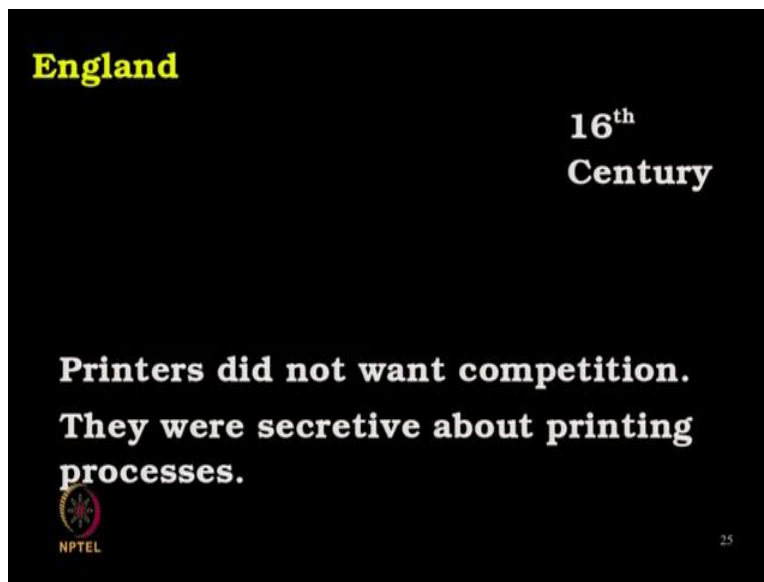 England
16th
Century
Printers did not want competition.
They were secretive about printing
processes.
NPTEL
25